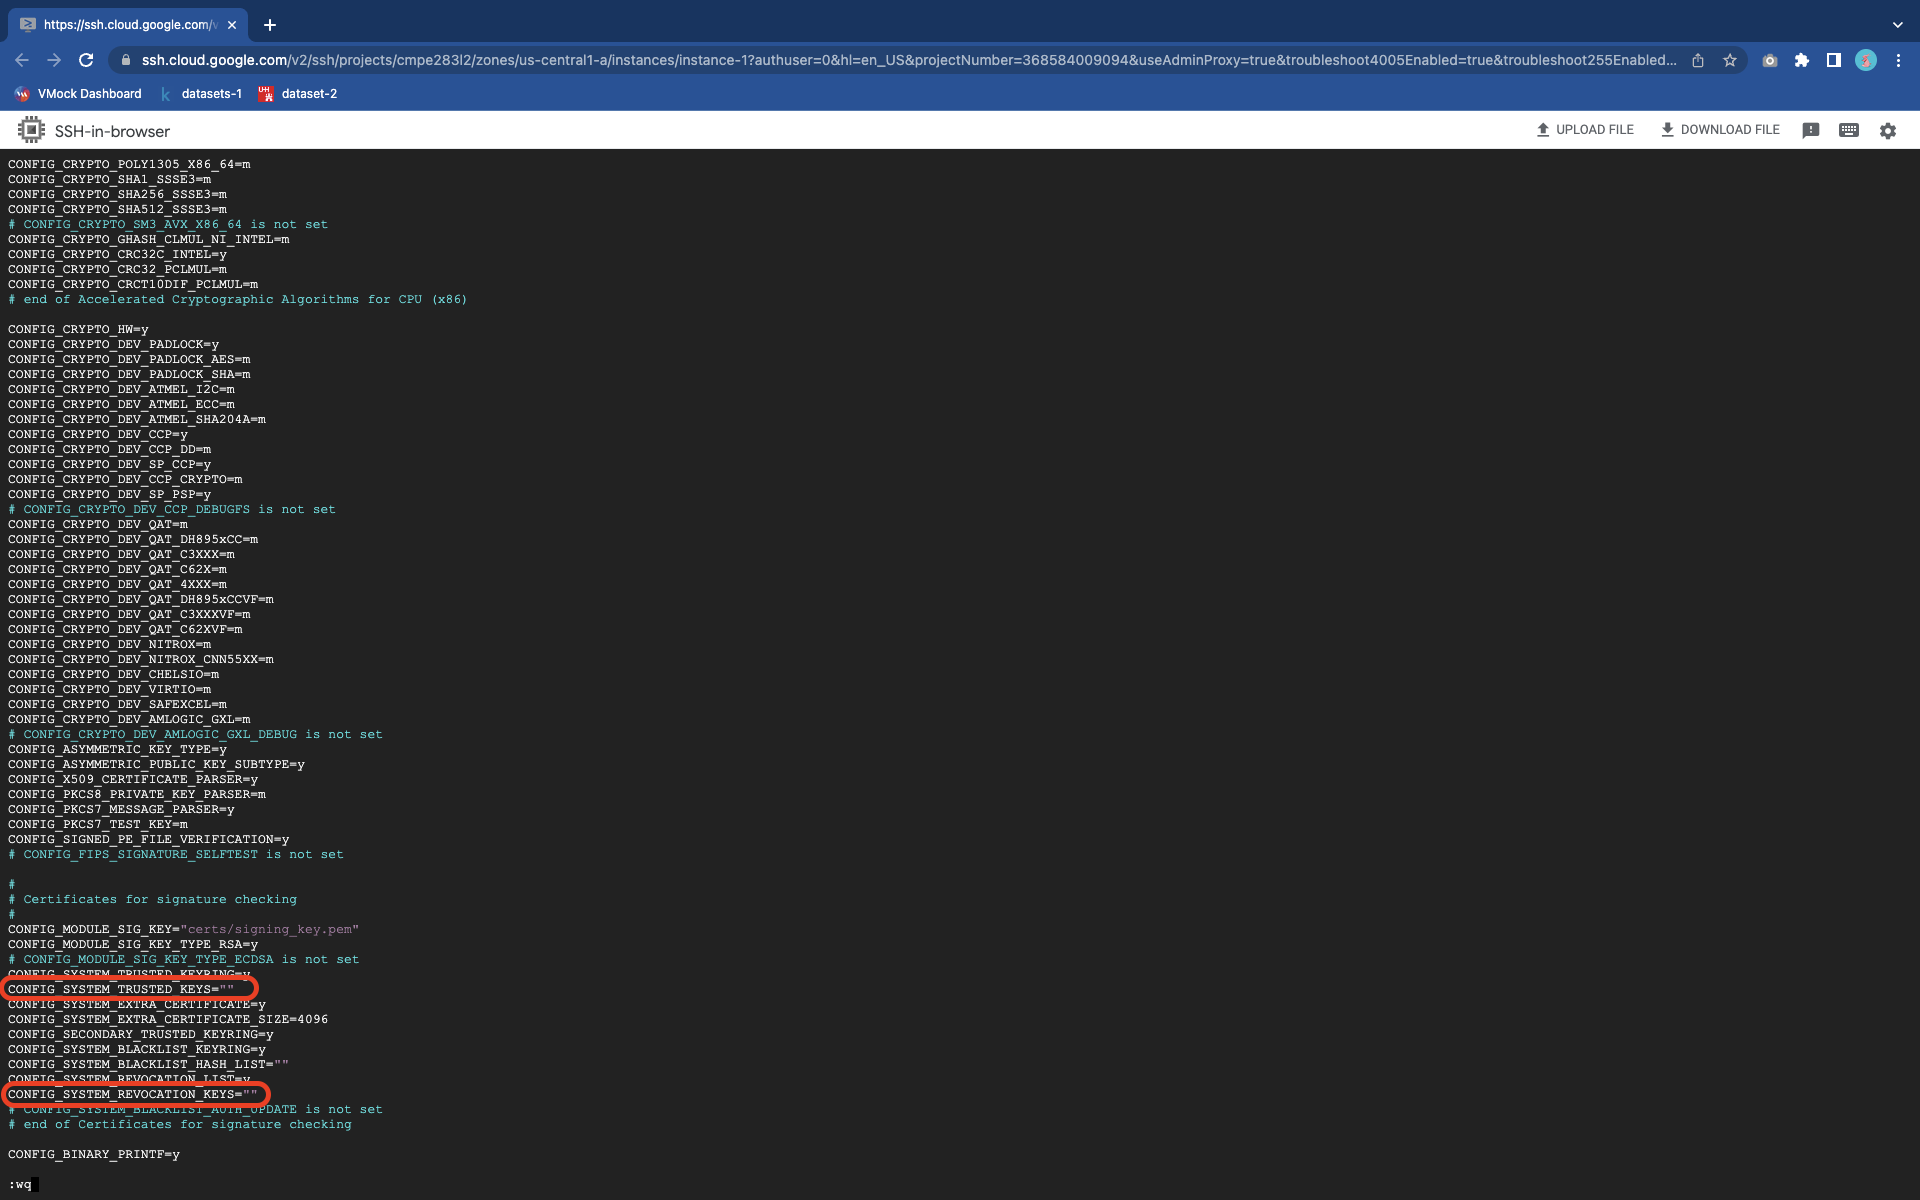 https://ssh.cloud.google.com/v
ssh.cloud.google.com/v2/ssh/projects/cmpe283l2/zones/us-central1-a/instances/instance-1?authuser=0&hl=en_US&projectNumber=368584009094&useAdminProxy=true&troubleshoot4005Enabled=true&troubleshoot255Enabled...
VMock Dashboard datasets-1 dataset-2
SSH-in-browser UPLOAD FILE DOWNLOAD FILE
CONFIG_CRYPTO_POLY1305_X86_64=m
CONFIG_CRYPTO_SHA1_SSSE3=m
CONFIG_CRYPTO_SHA256_SSSE3=m
CONFIG_CRYPTO_SHA512_SSSE3=m
# CONFIG_CRYPTO_SM3_AVX_X86_64 is not set
CONFIG_CRYPTO_GHASH_CLMUL_NI_INTEL=m
CONFIG_CRYPTO_CRC32C_INTEL=y
CONFIG_CRYPTO_CRC32_PCLMUL=m
CONFIG_CRYPTO_CRCT10DIF_PCLMUL=m
# end of Accelerated Cryptographic Algorithms for CPU (x86)
CONFIG_CRYPTO_HW=y
CONFIG_CRYPTO_DEV_PADLOCK=y
CONFIG_CRYPTO_DEV_PADLOCK_AES=m
CONFIG_CRYPTO_DEV_PADLOCK_SHA=m
CONFIG_CRYPTO_DEV_ATMEL_I2C=m
CONFIG_CRYPTO_DEV_ATMEL_ECC=m
CONFIG_CRYPTO_DEV_ATMEL_SHA204A=m
CONFIG_CRYPTO_DEV_CCP=y
CONFIG_CRYPTO_DEV_CCP_DD=m
CONFIG_CRYPTO_DEV_SP_CCP=y
CONFIG_CRYPTO_DEV_CCP_CRYPTO=m
CONFIG_CRYPTO_DEV_SP_PSP=y
# CONFIG_CRYPTO_DEV_CCP_DEBUGFS is not set
CONFIG_CRYPTO_DEV_QAT=m
CONFIG_CRYPTO_DEV_QAT_DH895xCC=m
CONFIG_CRYPTO_DEV_QAT_C3XXX=m
CONFIG_CRYPTO_DEV_QAT_C62X=m
CONFIG_CRYPTO_DEV_QAT_4XXX=m
CONFIG_CRYPTO_DEV_QAT_DH895xCCVF=m
CONFIG_CRYPTO_DEV_QAT_C3XXXVF=m
CONFIG_CRYPTO_DEV_QAT_C62XVF=m
CONFIG_CRYPTO_DEV_NITROX=m
CONFIG_CRYPTO_DEV_NITROX_CNN55XX=m
CONFIG_CRYPTO_DEV_CHELSIO=m
CONFIG_CRYPTO_DEV_VIRTIO=m
CONFIG_CRYPTO_DEV_SAFEXCEL=m
CONFIG_CRYPTO_DEV_AMLOGIC_GXL=m
# CONFIG_CRYPTO_DEV_AMLOGIC_GXL_DEBUG is not set
CONFIG_ASYMMETRIC_KEY_TYPE=y
CONFIG_ASYMMETRIC_PUBLIC_KEY_SUBTYPE=y
CONFIG_X509_CERTIFICATE_PARSER=y
CONFIG_PKCS8_PRIVATE_KEY_PARSER=m
CONFIG_PKCS7_MESSAGE_PARSER=y
CONFIG_PKCS7_TEST_KEY=m
CONFIG_SIGNED_PE_FILE_VERIFICATION=y
# CONFIG_FIPS_SIGNATURE_SELFTEST is not set
#
# Certificates for signature checking
#
CONFIG_MODULE_SIG_KEY="certs/signing_key.pem"
CONFIG_MODULE_SIG_KEY_TYPE_RSA=y
# CONFIG_MODULE_SIG_KEY_TYPE_ECDSA is not set
CONFIG_SYSTEM_TRUSTED_KEYRING=y
CONFIG_SYSTEM_TRUSTED_KEYS=""
CONFIG_SYSTEM_EXTRA_CERTIFICATE=y
CONFIG_SYSTEM_EXTRA_CERTIFICATE_SIZE=4096
CONFIG_SECONDARY_TRUSTED_KEYRING=y
CONFIG_SYSTEM_BLACKLIST_KEYRING=y
CONFIG_SYSTEM_BLACKLIST_HASH_LIST=""
CONFIG_SYSTEM_REVOCATION_LIST=y
CONFIG_SYSTEM_REVOCATION_KEYS=""
# CONFIG_SYSTEM_BLACKLIST_AUTH_UPDATE is not set
# end of Certificates for signature checking
CONFIG_BINARY_PRINTF=y
:wq